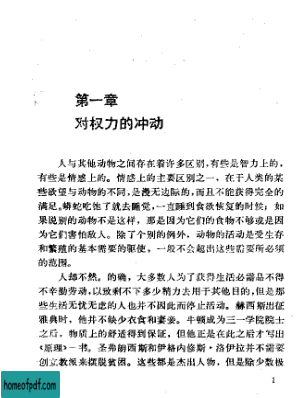 第一章
对权力的冲动
人与其他动物之间存在着许多区别,有些是智力上的,
有些是情感上的。情感上的主要区别之一,在于人类的某
些欲望与动物的不同,是漫无边际的,而且不能获得完全的
满足。蟒蛇吃饱了就去睡觉,一直睡到食欲恢复的时候;如
果说别的动物不是这样,那是因为它们的食物不够或是因
为它们害怕敌人。除了个别的例外,动物的活动是受生存
和繁殖的基本需要的驱使,一般不会超出这些需要所必须
的范围。
人却不然。的确,大多数人为了获得生活必需品不得
不辛勤劳动,以致剩不下多少精力去用于其他目的,但是那
些生活无忧无虑的人也并不因此而停止活动。赫西斯出征
雅典时,他并不缺少衣食和妻妾。牛顿成为三一学院院士
之后,物质上的舒适得到保证,但他正是在此之后才写出
《原理》一书。圣弗朗西斯和伊格内修斯·洛伊拉并不需要
创立教派来摆脱贫困。这些都是杰出人物,但是除少数极
1
homeofpdf.com